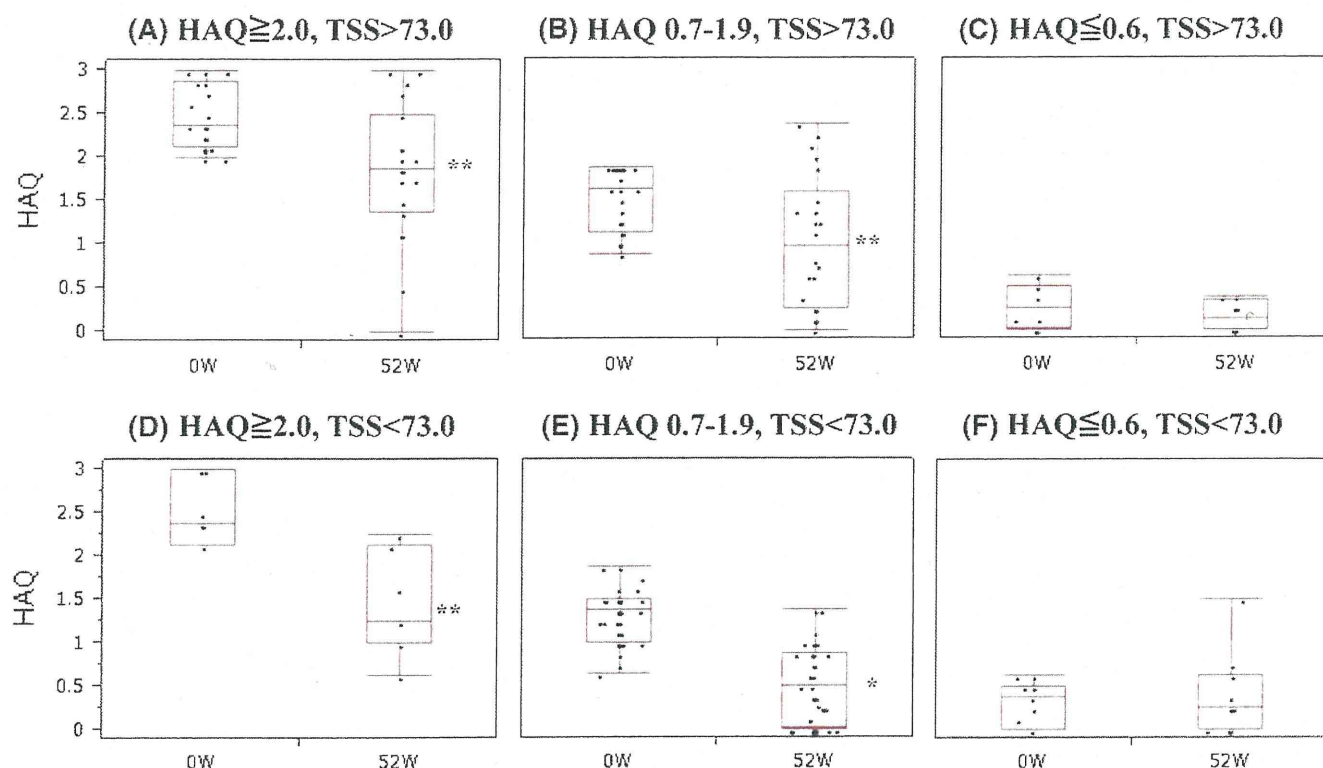 (A) HAQ≧2.0, TSS>73.0
(B) HAQ 0.7-1.9, TSS>73.0
(C) HAQ≦0.6, TSS>73.0
HAQ
3
2.5
2
1.5
1
0.5
0
**
**
0W
52W
0W
52W
0W
52W
(D) HAQ≧2.0, TSS<73.0
(E) HAQ 0.7-1.9, TSS<73.0
(F) HAQ≦0.6, TSS<73.0
HAQ
3
2.5
2
1.5
1
0.5
0
**
*
0W
52W
0W
52W
0W
52W